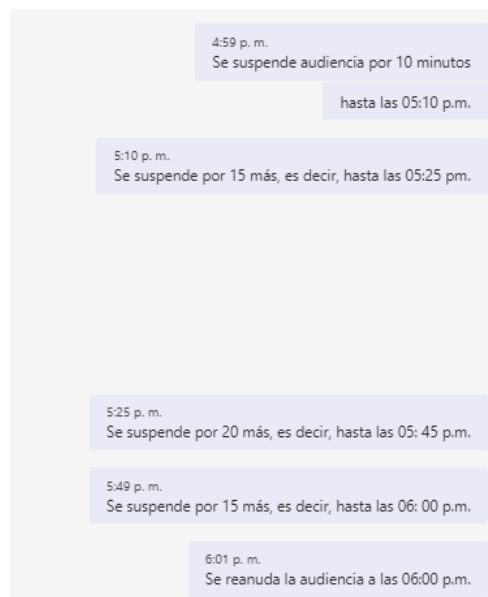 4:59 p. m.
Se suspende audiencia por 10 minutos
hasta las 05:10 p.m.
5:10 p. m.
Se suspende por 15 más, es decir, hasta las 05:25 pm.
5:25 p. m.
Se suspende por 20 más, es decir, hasta las 05: 45 p.m.
5:49 p. m.
Se suspende por 15 más, es decir, hasta las 06: 00 p.m.
6:01 p. m.
Se reanuda la audiencia a las 06:00 p.m.